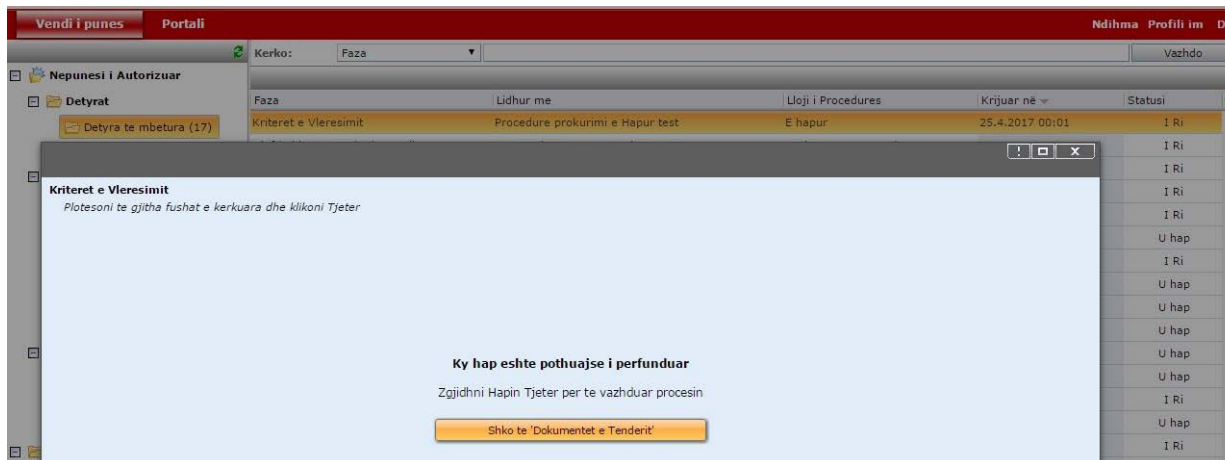 Vendi i punes Portali Ndihma Profili im D
Kerko: Faza Vazhdo
Nepunesi i Autorizuar
Detyrat Faza Lidhur me Lloji i Procedures Krijuar në Statusi
Detyra te mbetura (17) Kriteret e Vleresimit Procedure prokurimi e Hapur test E hapur 25.4.2017 00:01 I Ri
I Ri
I Ri
Kriteret e Vleresimit I Ri
Plotesoni te gjitha fushat e kerkuara dhe klikoni Tjeter I Ri
U hap
I Ri
U hap
U hap
U hap
U hap
Ky hap eshte pothuajse i perfunduar
U hap
Zgjidhni Hapin Tjeter per te vazhduar procesin I Ri
U hap
Shko te 'Dokumentet e Tenderit'
I Ri